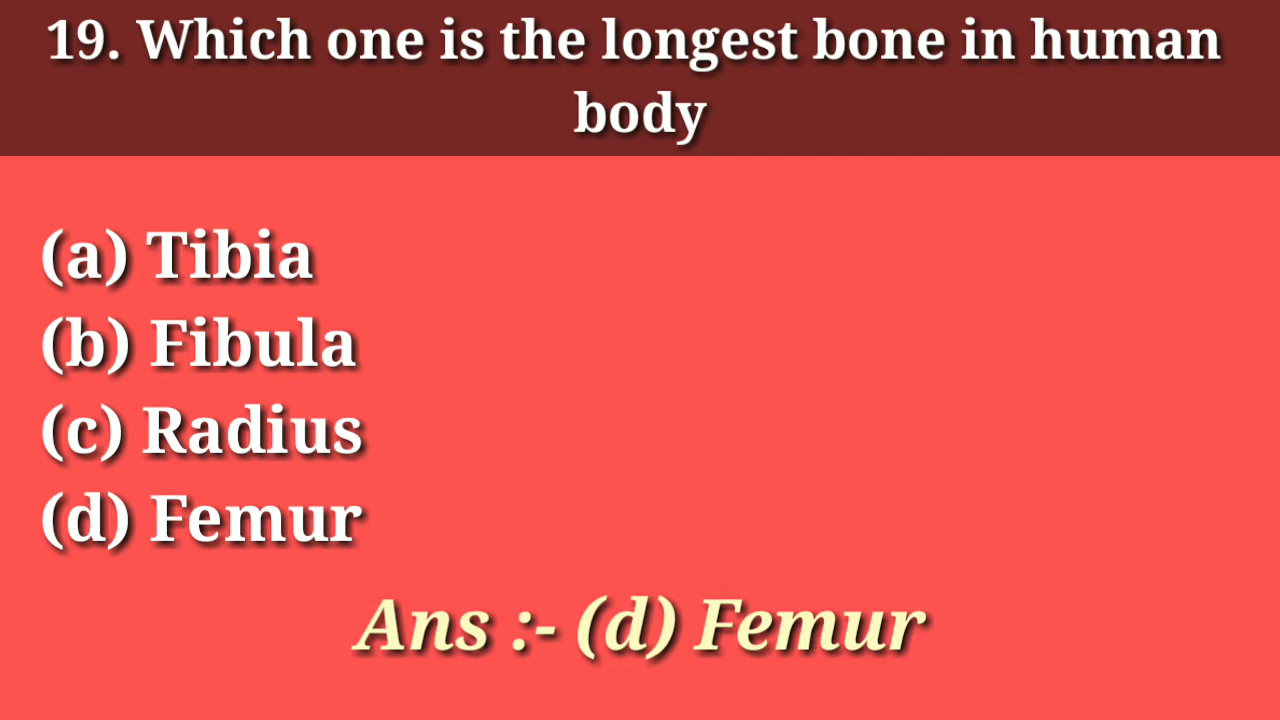 19. Which one is the longest bone in human
body
(a) Tibia
(b) Fibula
(c) Radius
(d) Femur
Ans :- (d) Femur